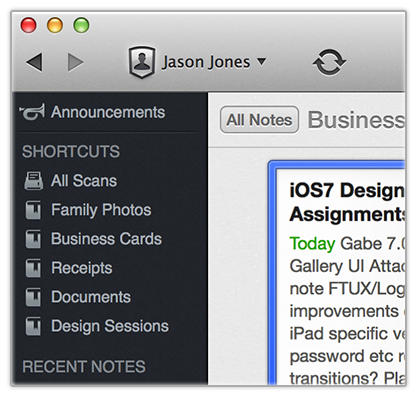 Jason Jones
Announcements
SHORTCUTS
All Scans
Family Photos
Business Cards
Receipts
Documents
Design Sessions
RECENT NOTES
All Notes
Business
iOS7 Design
Assignments
Today Gabe 7.0
Gallery UI Attac
note FTUX/Log
improvements
iPad specific ve
password etc r
transitions? Pla